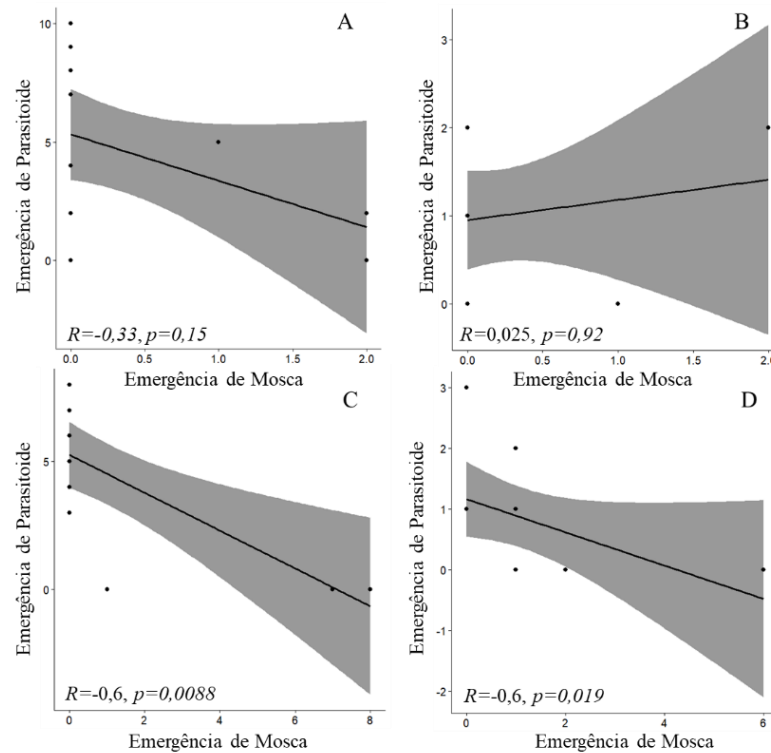 A
Emergência de Parasitoide
10
5
0
R=-0,33, p=0,15
0.0 0.5 1.0 1.5 2.0
Emergência de Mosca
B
Emergência de Parasitoide
3
2
1
0
R=0,025, p=0,92
0.0 0.5 1.0 1.5 2.0
Emergência de Mosca
C
Emergência de Parasitoide
5
0
R=-0,6, p=0,0088
0 2 4 6 8
Emergência de Mosca
D
Emergência de Parasitoide
3
2
1
0
-1
-2
R=-0,6, p=0,019
0 2 4 6
Emergência de Mosca